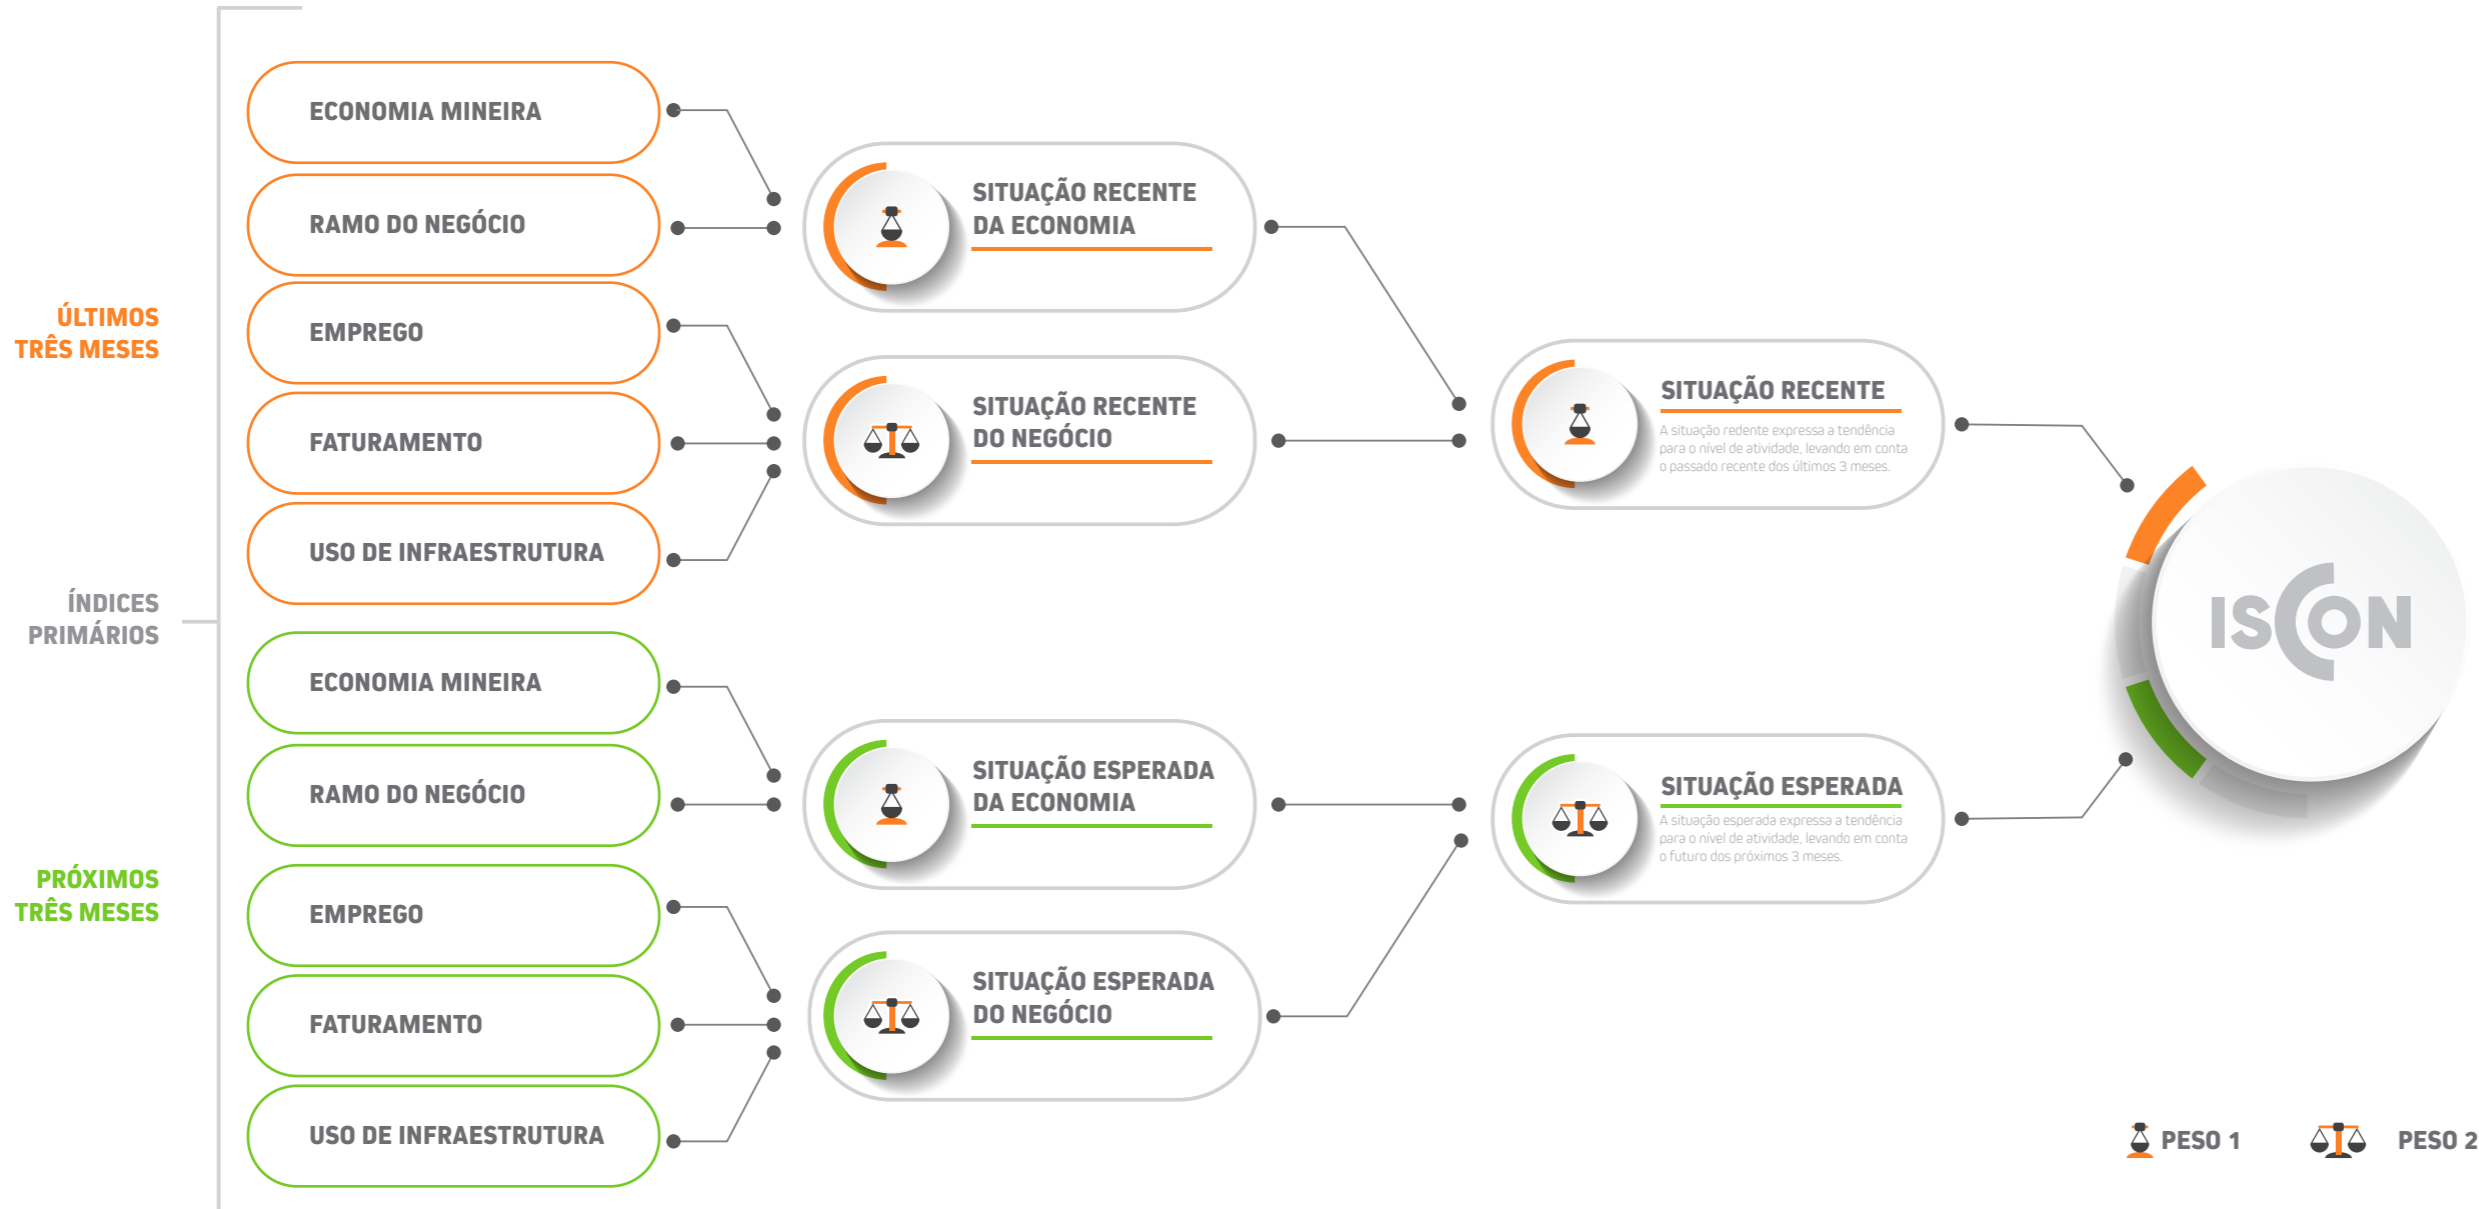 ÚLTIMOS
TRÊS MESES
ÍNDICES
PRIMÁRIOS
PRÓXIMOS
TRÊS MESES
ECONOMIA MINEIRA
RAMO DO NEGÓCIO
EMPREGO
FATURAMENTO
USO DE INFRAESTRUTURA
ECONOMIA MINEIRA
RAMO DO NEGÓCIO
EMPREGO
FATURAMENTO
USO DE INFRAESTRUTURA
SITUAÇÃO RECENTE
DA ECONOMIA
SITUAÇÃO RECENTE
DO NEGÓCIO
SITUAÇÃO ESPERADA
DA ECONOMIA
SITUAÇÃO ESPERADA
DO NEGÓCIO
SITUAÇÃO RECENTE
A situação redente expressa a tendência
para o nível de atividade, levando em conta
o passado recente dos últimos 3 meses.
SITUAÇÃO ESPERADA
A situação esperada expressa a tendência
para o nível de atividade, levando em conta
o futuro dos próximos 3 meses.
ISCON
PESO 1
PESO 2